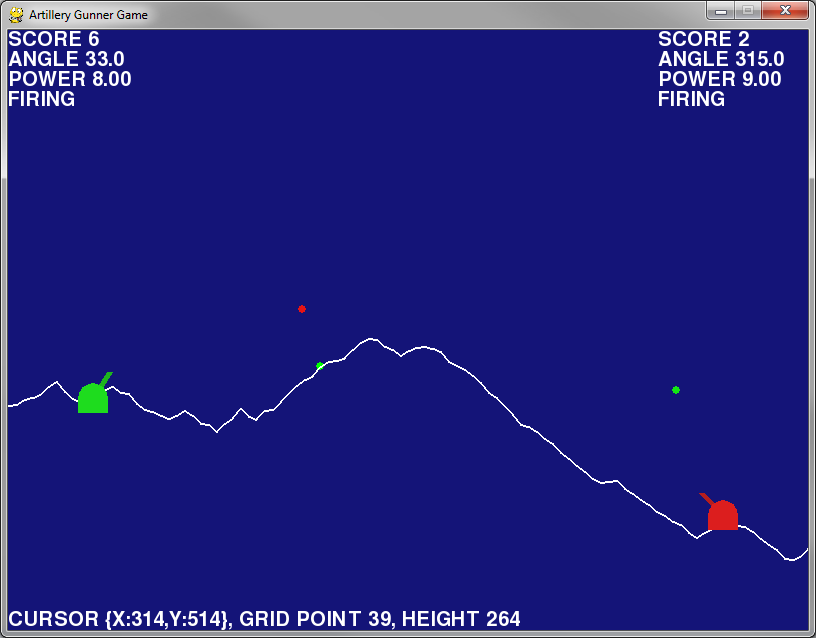 Artillery Gunner Game
SCORE 6
ANGLE 33.0
POWER 8.00
FIRING
SCORE 2
ANGLE 315.0
POWER 9.00
FIRING
CURSOR {X:314,Y:514}, GRID POINT 39, HEIGHT 264